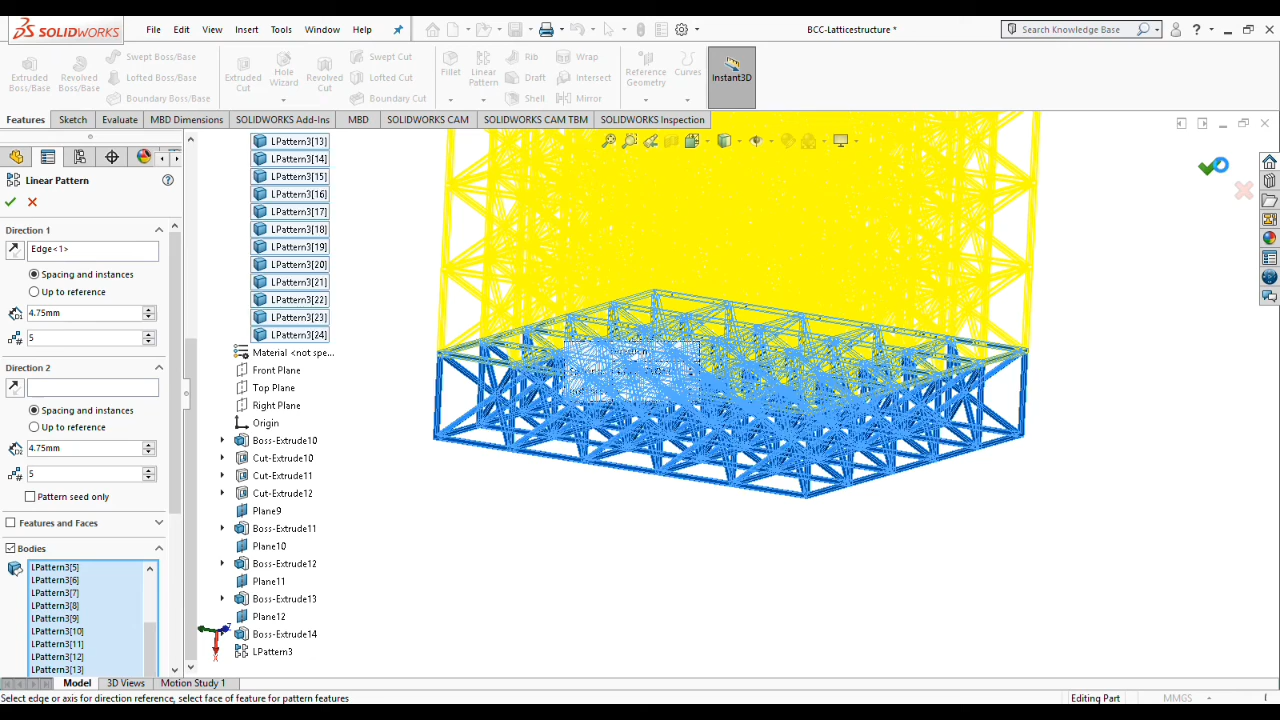 SOLIDWORKS
File Edit View Insert Tools Window Help
BCC-Latticestructure *
Search Knowledge Base
Extruded Boss/Base
Revolved Boss/Base
Swept Boss/Base
Lofted Boss/Base
Boundary Boss/Base
Extruded Cut
Hole Wizard
Revolved Cut
Swept Cut
Lofted Cut
Boundary Cut
Fillet
Linear Pattern
Rib
Draft
Shell
Wrap
Intersect
Mirror
Reference Geometry
Curves
Instant3D
Features Sketch Evaluate MBD Dimensions SOLIDWORKS Add-Ins MBD SOLIDWORKS CAM SOLIDWORKS CAM TBM SOLIDWORKS Inspection
Linear Pattern
Direction 1
Edge<1>
Spacing and instances
Up to reference
4.75mm
5
Direction 2
Spacing and instances
Up to reference
4.75mm
5
Pattern seed only
Features and Faces
Bodies
LPattern3[5]
LPattern3[6]
LPattern3[7]
LPattern3[8]
LPattern3[9]
LPattern3[10]
LPattern3[11]
LPattern3[12]
LPattern3[13]
LPattern3[13]
LPattern3[14]
LPattern3[15]
LPattern3[16]
LPattern3[17]
LPattern3[18]
LPattern3[19]
LPattern3[20]
LPattern3[21]
LPattern3[22]
LPattern3[23]
LPattern3[24]
Material <not spe...
Front Plane
Top Plane
Right Plane
Origin
Boss-Extrude10
Cut-Extrude10
Cut-Extrude11
Cut-Extrude12
Plane9
Boss-Extrude11
Plane10
Boss-Extrude12
Plane11
Boss-Extrude13
Plane12
Boss-Extrude14
LPattern3
Model 3D Views Motion Study 1
Select edge or axis for direction reference, select face of feature for pattern features
Editing Part
MMGS